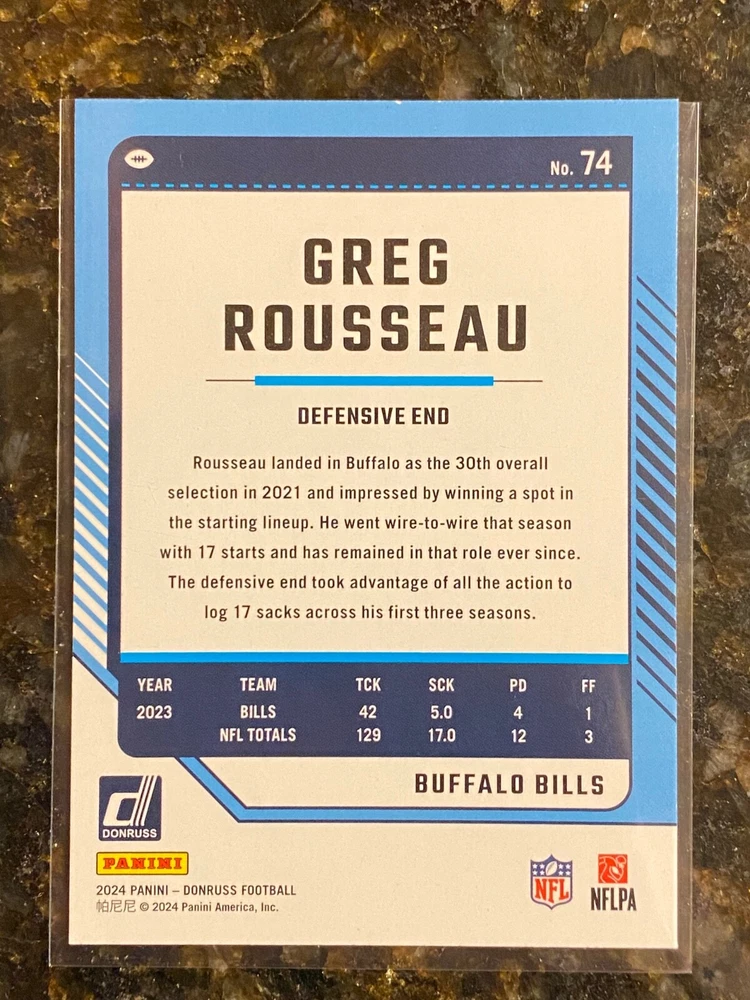 No. 74
GREG
ROUSSEAU
DEFENSIVE END
Rousseau landed in Buffalo as the 30th overall
selection in 2021 and impressed by winning a spot in
the starting lineup. He went wire-to-wire that season
with 17 starts and has remained in that role ever since.
The defensive end took advantage of all the action to
log 17 sacks across his first three seasons.
YEAR TEAM TCK SCK PD FF
2023 BILLS 42 5.0 4 1
NFL TOTALS 129 17.0 12 3
BUFFALO BILLS
d
DONRUSS
PANINI
2024 PANINI – DONRUSS FOOTBALL
帕尼尼 © 2024 Panini America, Inc.
NFL
NFLPA